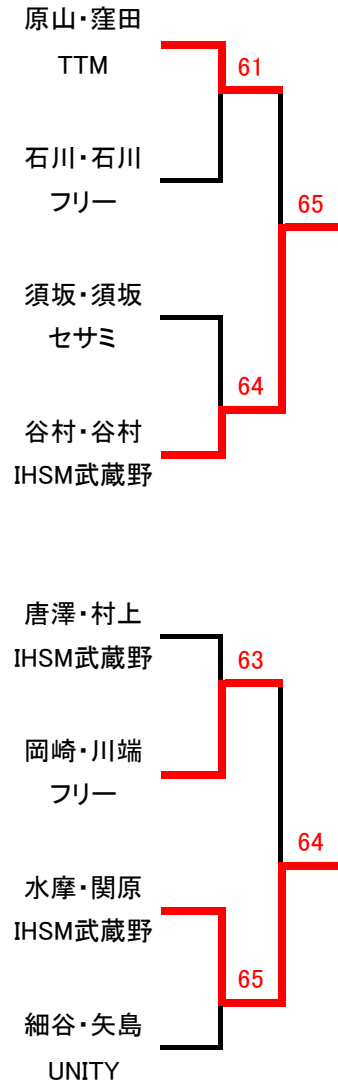 原山・窪田
TTM
61
石川・石川
フリー
65
須坂・須坂
セサミ
64
谷村・谷村
IHSM武蔵野
唐澤・村上
IHSM武蔵野
63
岡崎・川端
フリー
64
水摩・関原
IHSM武蔵野
65
細谷・矢島
UNITY